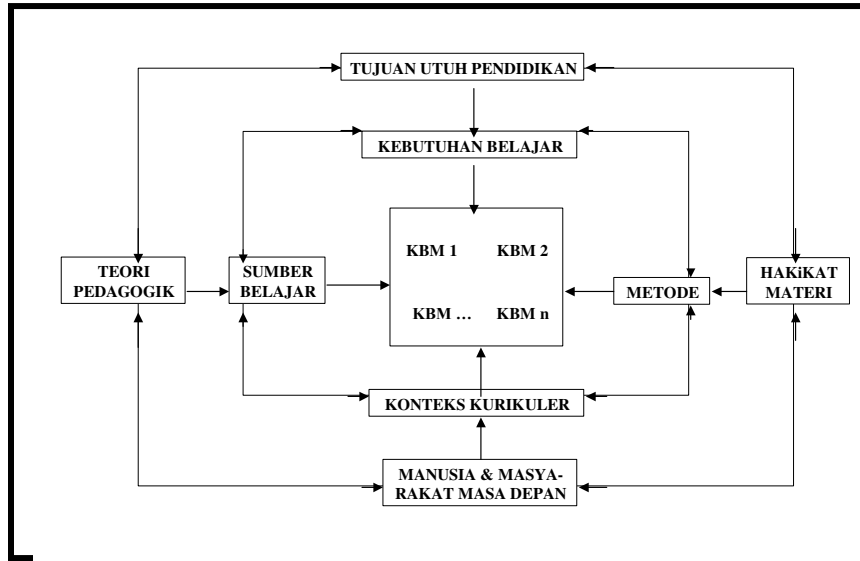 TUJUAN UTUH PENDIDIKAN
KEBUTUHAN BELAJAR
KBM 1
KBM 2
TEORI
PEDAGOGIK
SUMBER
BELAJAR
METODE
HAKiKAT
MATERI
KBM …
KBM n
KONTEKS KURIKULER
MANUSIA & MASYA-
RAKAT MASA DEPAN